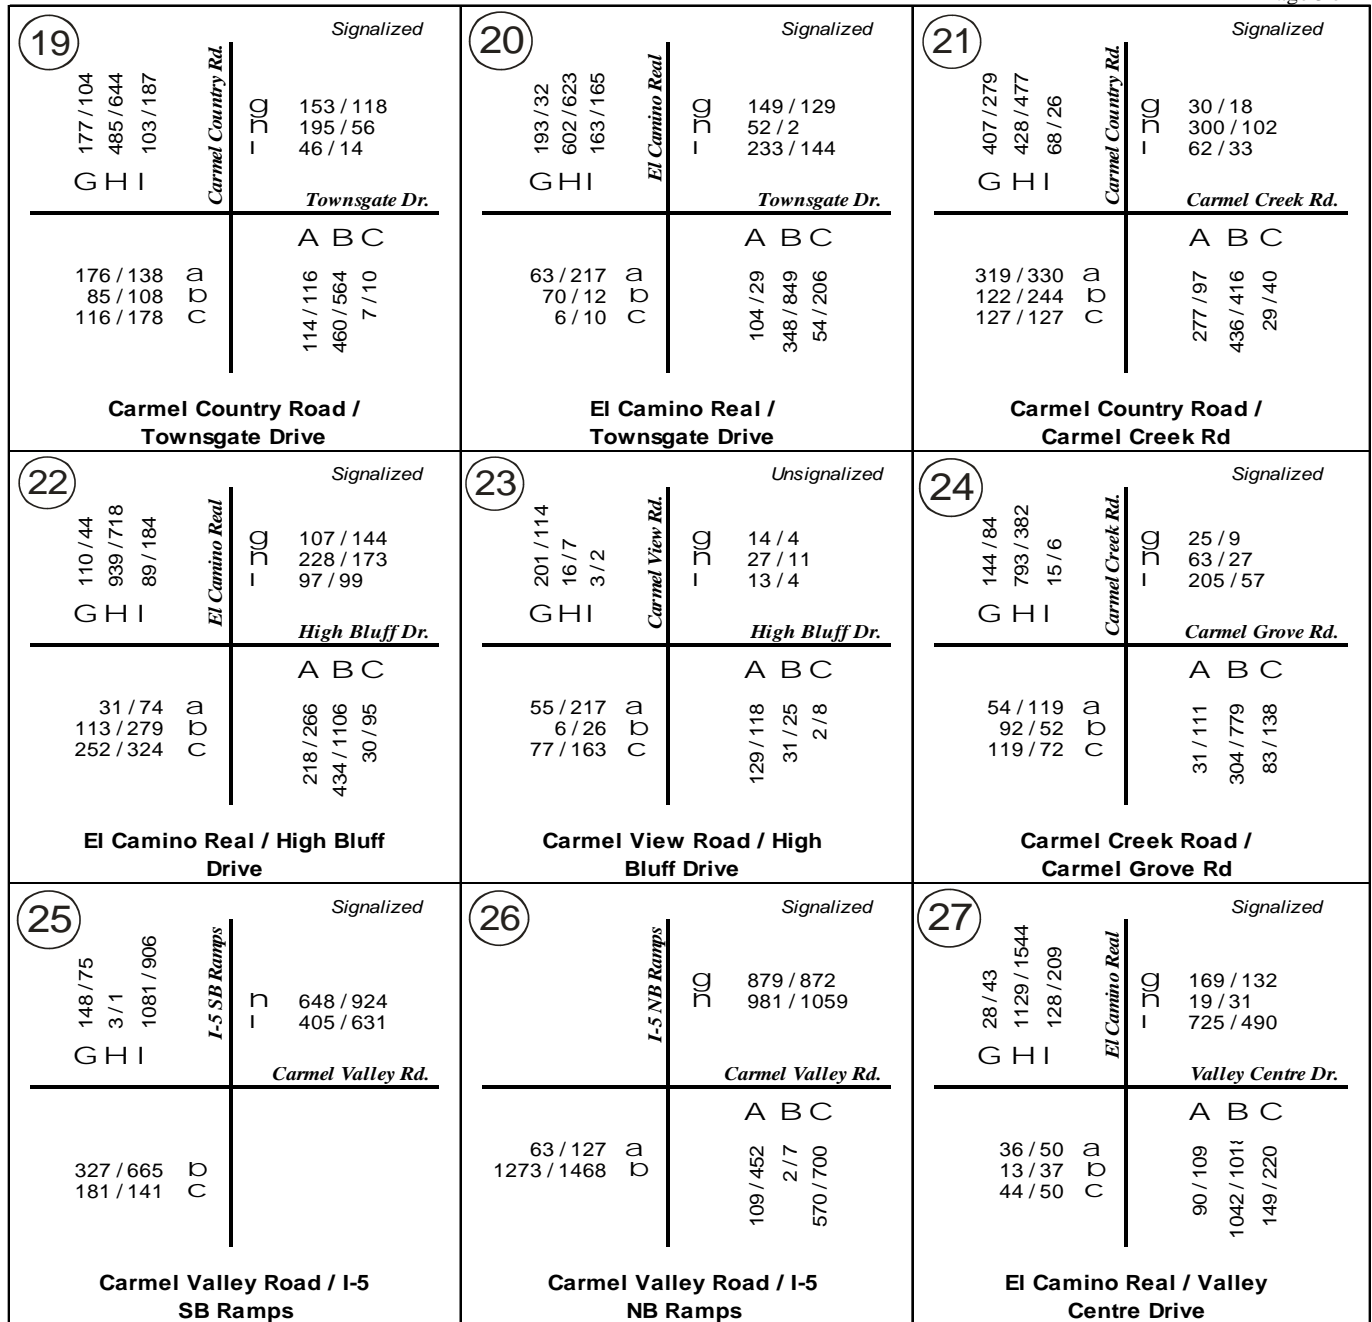 19
Signalized
177 / 104
485 / 644
103 / 187
Carmel Country Rd.
g 153 / 118
h 195 / 56
i 46 / 14
G H I
Townsgate Dr.
A B C
176 / 138 a
85 / 108 b
116 / 178 c
114 / 116
460 / 564
7 / 10
Carmel Country Road /
Townsgate Drive
20
Signalized
193 / 32
602 / 623
163 / 165
El Camino Real
g 149 / 129
h 52 / 2
i 233 / 144
G H I
Townsgate Dr.
A B C
63 / 217 a
70 / 12 b
6 / 10 c
104 / 29
348 / 849
54 / 206
El Camino Real /
Townsgate Drive
21
Signalized
407 / 279
428 / 477
68 / 26
Carmel Country Rd.
g 30 / 18
h 300 / 102
i 62 / 33
G H I
Carmel Creek Rd.
A B C
319 / 330 a
122 / 244 b
127 / 127 c
277 / 97
436 / 416
29 / 40
Carmel Country Road /
Carmel Creek Rd
22
Signalized
110 / 44
939 / 718
89 / 184
El Camino Real
g 107 / 144
h 228 / 173
i 97 / 99
G H I
High Bluff Dr.
A B C
31 / 74 a
113 / 279 b
252 / 324 c
218 / 266
434 / 1106
30 / 95
El Camino Real / High Bluff
Drive
23
Unsignalized
201 / 114
16 / 7
3 / 2
Carmel View Rd.
g 14 / 4
h 27 / 11
i 13 / 4
G H I
High Bluff Dr.
A B C
55 / 217 a
6 / 26 b
77 / 163 c
129 / 118
31 / 25
2 / 8
Carmel View Road / High
Bluff Drive
24
Signalized
144 / 84
793 / 382
15 / 6
Carmel Creek Rd.
g 25 / 9
h 63 / 27
i 205 / 57
G H I
Carmel Grove Rd.
A B C
54 / 119 a
92 / 52 b
119 / 72 c
31 / 111
304 / 779
83 / 138
Carmel Creek Road /
Carmel Grove Rd
25
Signalized
148 / 75
3 / 1
1081 / 906
I-5 SB Ramps
h 648 / 924
i 405 / 631
G H I
Carmel Valley Rd.
327 / 665 b
181 / 141 c
Carmel Valley Road / I-5
SB Ramps
26
Signalized
I-5 NB Ramps
g 879 / 872
h 981 / 1059
Carmel Valley Rd.
A B C
63 / 127 a
1273 / 1468 b
109 / 452
2 / 7
570 / 700
Carmel Valley Road / I-5
NB Ramps
27
Signalized
28 / 43
1129 / 1544
128 / 209
El Camino Real
g 169 / 132
h 19 / 31
i 725 / 490
G H I
Valley Centre Dr.
A B C
36 / 50 a
13 / 37 b
44 / 50 c
90 / 109
1042 /
149 / 220
El Camino Real / Valley
Centre Drive